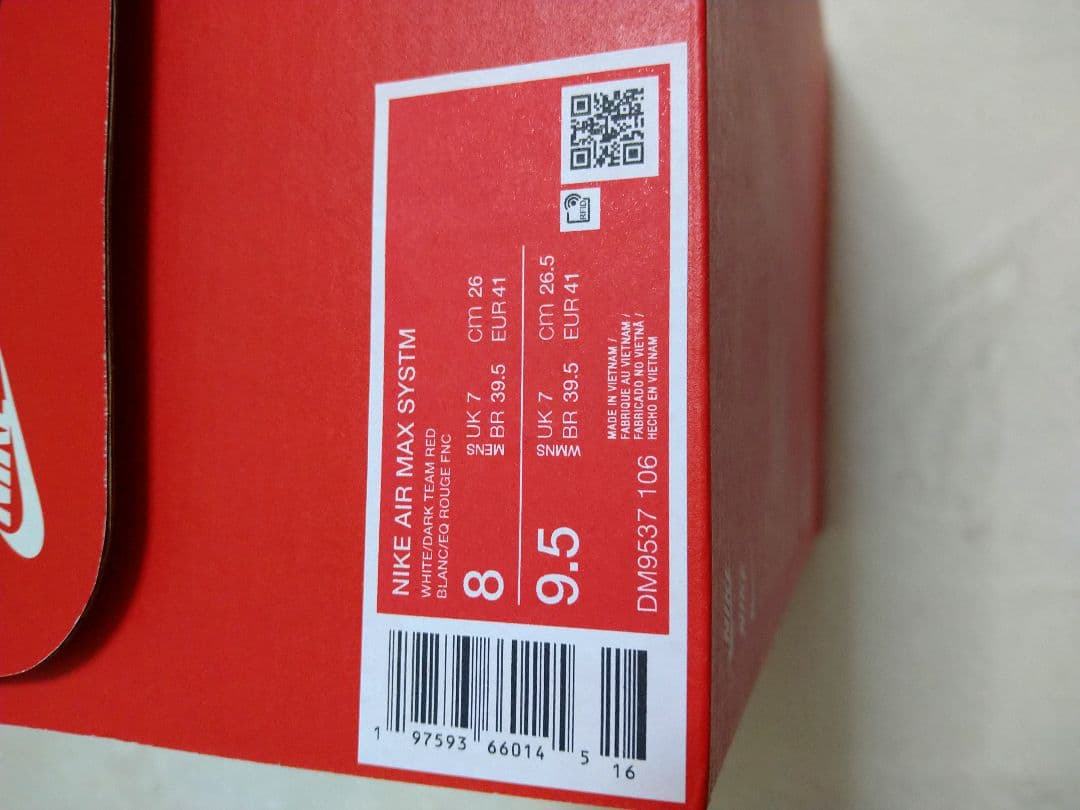 NIKE AIR MAX SYSTM
WHITE/DARK TEAM RED
BLANC/EQ ROUGE FNC
8
MENS
UK 7 cm 26
BR 39.5 EUR 41
9.5
WMNS
UK 7 cm 26.5
BR 39.5 EUR 41
DM9537 106
MADE IN VIETNAM /
FABRIQUE AU VIETNAM /
FABRICADO NO VIETNÃ /
HECHO EN VIETNAM
RFID
1 97593 66014 5 16
NIKE